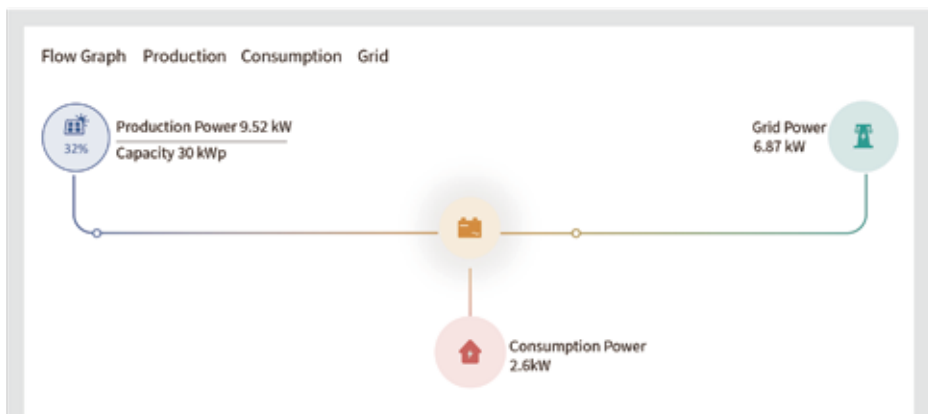 Flow Graph Production Consumption Grid
32%
Production Power 9.52 kW
Capacity 30 kWp
Grid Power
6.87 kW
Consumption Power
2.6kW